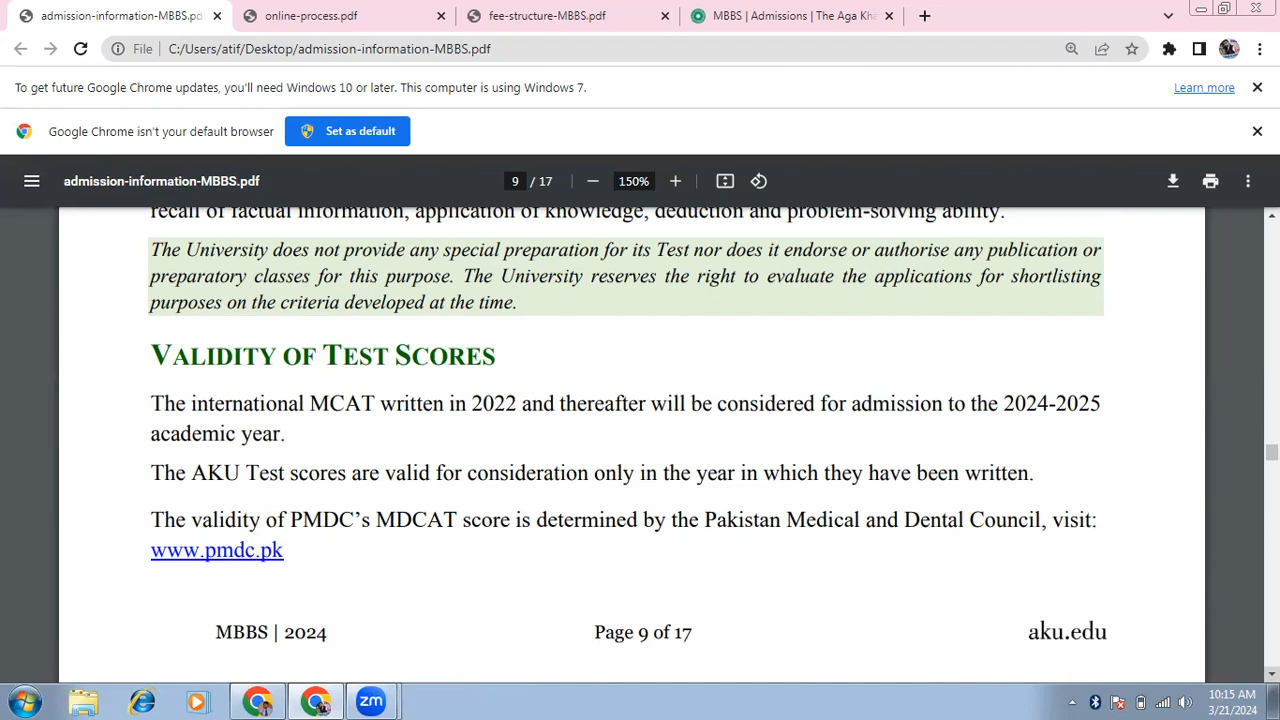 admission-information-MBBS.pdf
online-process.pdf
fee-structure-MBBS.pdf
MBBS | Admissions | The Aga Kha
File
C:/Users/atif/Desktop/admission-information-MBBS.pdf
To get future Google Chrome updates, you'll need Windows 10 or later. This computer is using Windows 7.
Learn more
Google Chrome isn't your default browser
Set as default
admission-information-MBBS.pdf
9 / 17
150%
recall of factual information, application of knowledge, deduction and problem-solving ability.
The University does not provide any special preparation for its Test nor does it endorse or authorise any publication or
preparatory classes for this purpose. The University reserves the right to evaluate the applications for shortlisting
purposes on the criteria developed at the time.
VALIDITY OF TEST SCORES
The international MCAT written in 2022 and thereafter will be considered for admission to the 2024-2025
academic year.
The AKU Test scores are valid for consideration only in the year in which they have been written.
The validity of PMDC's MDCAT score is determined by the Pakistan Medical and Dental Council, visit:
www.pmdc.pk
MBBS | 2024
Page 9 of 17
aku.edu
zm
10:15 AM
3/21/2024